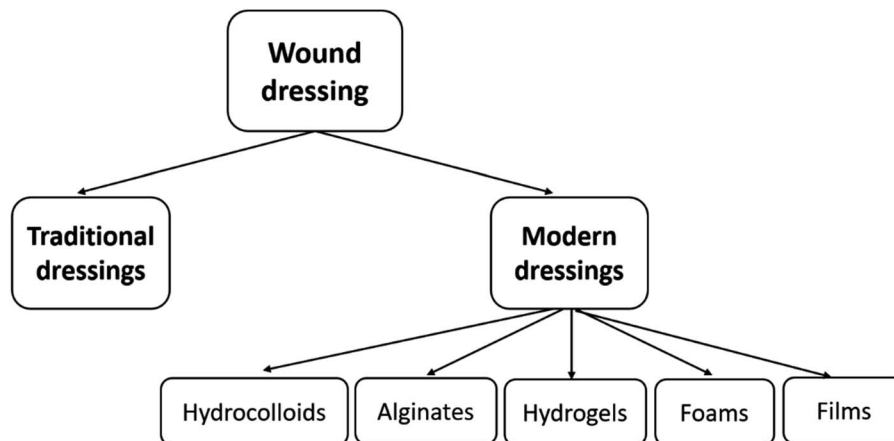 Wound
dressing
Traditional
dressings
Modern
dressings
Hydrocolloids
Alginates
Hydrogels
Foams
Films